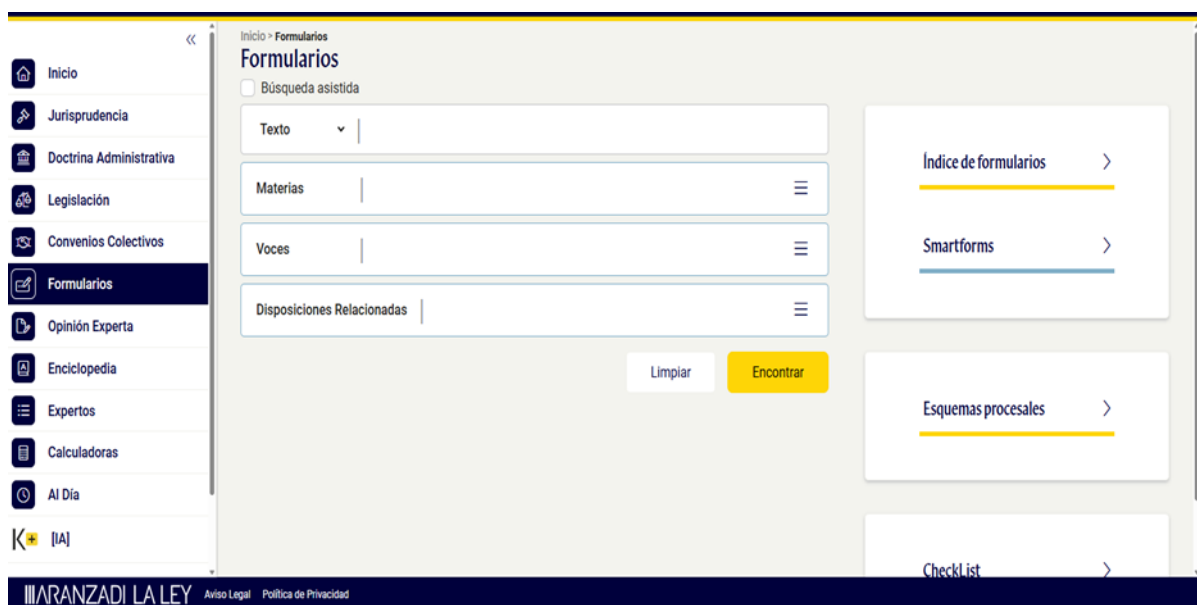 «
Inicio
Jurisprudencia
Doctrina Administrativa
Legislación
Convenios Colectivos
Formularios
Opinión Experta
Enciclopedia
Expertos
Calculadoras
Al Día
K+ [IA]
Inicio > Formularios
Formularios
Búsqueda asistida
Texto
Materias
Voces
Disposiciones Relacionadas
Limpiar Encontrar
Índice de formularios
Smartforms
Esquemas procesales
CheckList
ARANZADI LA LEY Aviso Legal Política de Privacidad